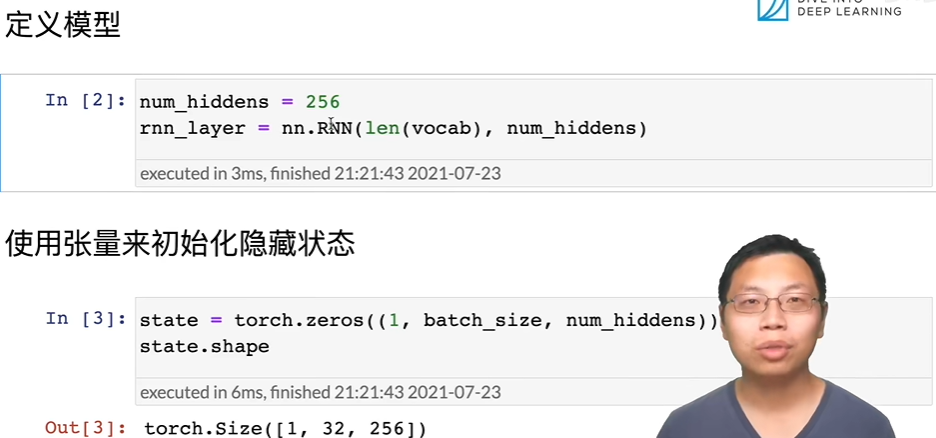 定义模型
DIVE INTO
DEEP LEARNING
In [2]: num_hiddens = 256
rnn_layer = nn.RNN(len(vocab), num_hiddens)
executed in 3ms, finished 21:21:43 2021-07-23
使用张量来初始化隐藏状态
In [3]: state = torch.zeros((1, batch_size, num_hiddens))
state.shape
executed in 6ms, finished 21:21:43 2021-07-23
Out[3]: torch.Size([1, 32, 256])